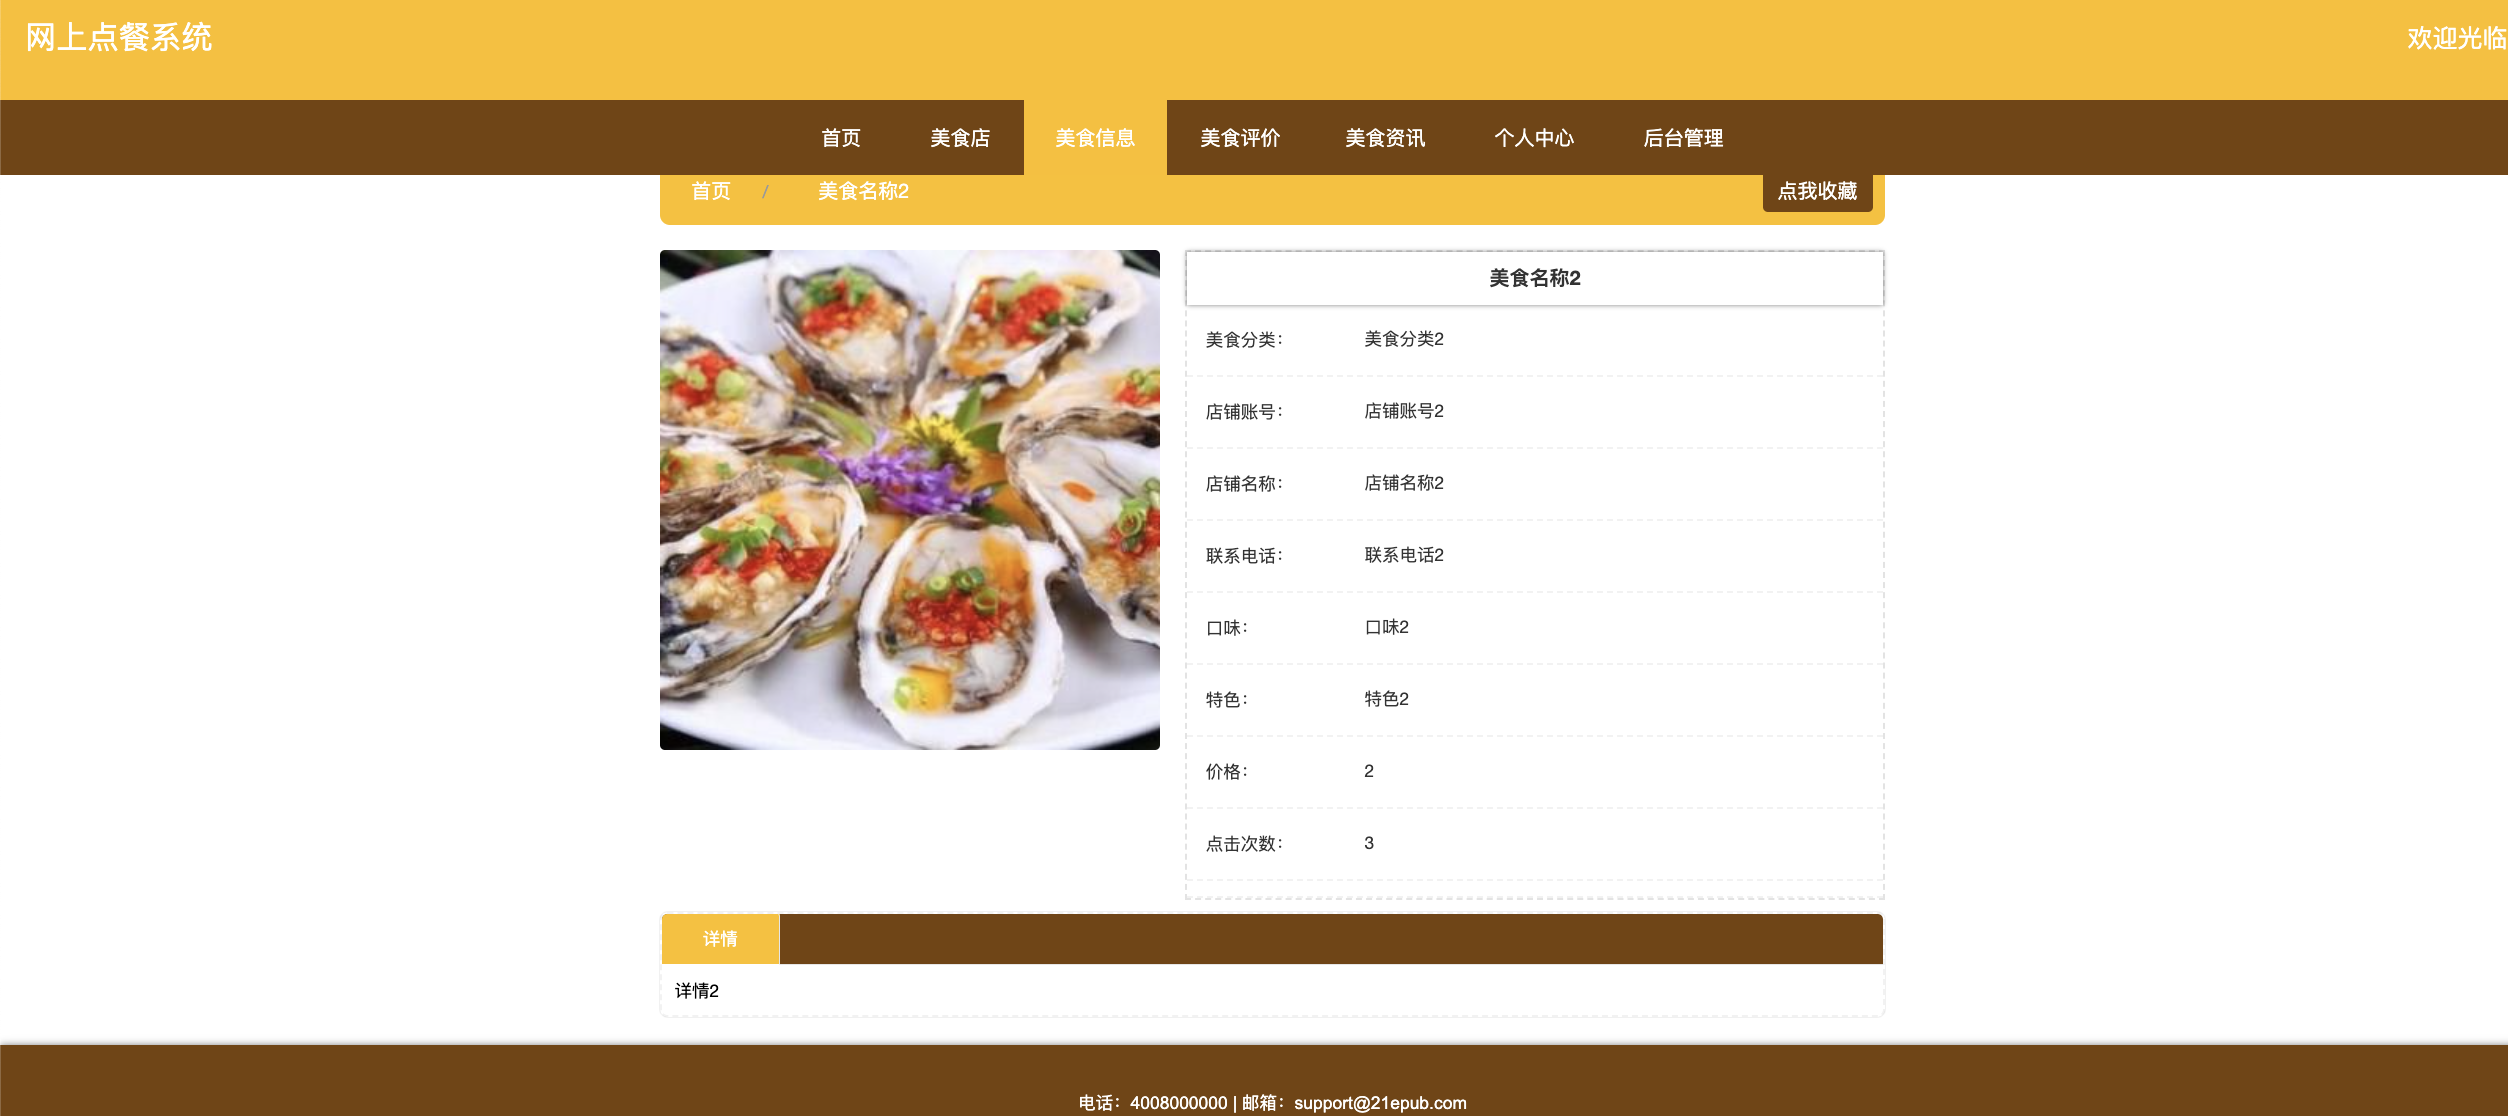 网上点餐系统
欢迎光临
首页 美食店 美食信息 美食评价 美食资讯 个人中心 后台管理
首页 / 美食名称2 点我收藏
美食名称2
美食分类： 美食分类2
店铺账号： 店铺账号2
店铺名称： 店铺名称2
联系电话： 联系电话2
口味： 口味2
特色： 特色2
价格： 2
点击次数： 3
详情
详情2
电话：4008000000 | 邮箱：support@21epub.com